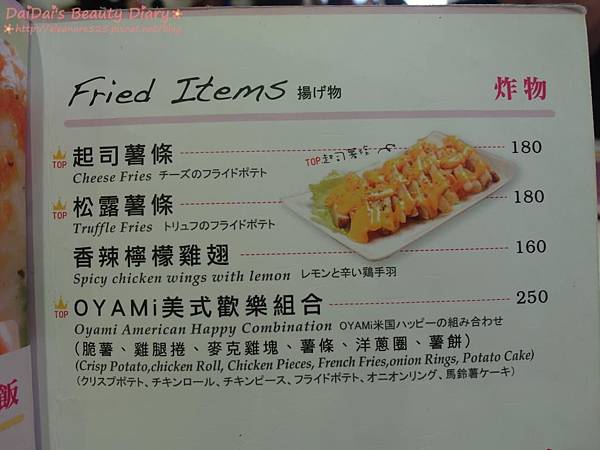 DaiDai's Beauty Diary
http://eleanore525.pixnet.net/blog
Fried Items 揚げ物 炸物
TOP 起司薯條 180
Cheese Fries チーズのフライドポテト
TOP 起司薯條
TOP 松露薯條 180
Truffle Fries トリュフのフライドポテト
香辣檸檬雞翅 160
Spicy chicken wings with lemon レモンと辛い鶏手羽
TOP OYAMi美式歡樂組合 250
Oyami American Happy Combination OYAMi米国ハッピーの組み合わせ
(脆薯、雞腿捲、麥克雞塊、薯條、洋蔥圈、薯餅)
(Crisp Potato,chicken Roll, Chicken Pieces, French Fries,onion Rings, Potato Cake)
(クリスプポテト、チキンロール、チキンピース、フライドポテト、オニオンリング、馬鈴薯ケーキ)
飯